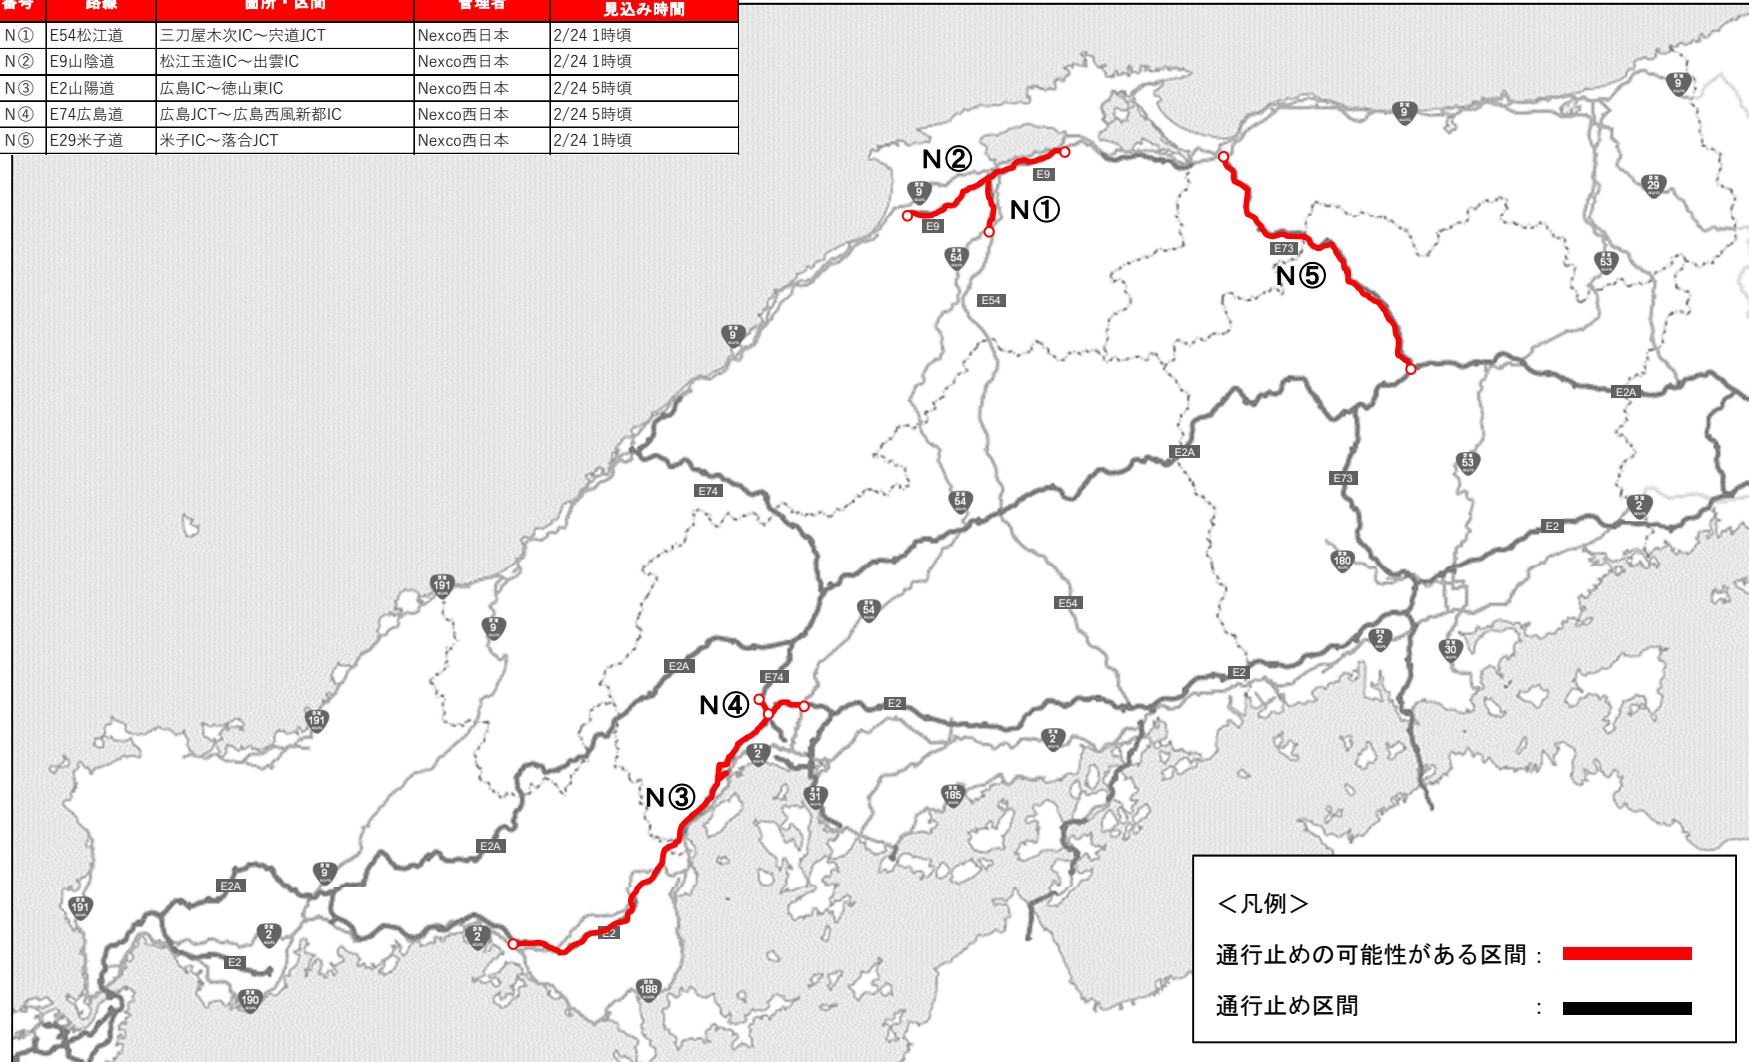 番号 路線 箇所・区間 管理者 見込み時間
N① E54松江道 三刀屋木次IC～宍道JCT Nexco西日本 2/24 1時頃
N② E9山陰道 松江玉造IC～出雲IC Nexco西日本 2/24 1時頃
N③ E2山陽道 広島IC～徳山東IC Nexco西日本 2/24 5時頃
N④ E74広島道 広島JCT～広島西風新都IC Nexco西日本 2/24 5時頃
N⑤ E29米子道 米子IC～落合JCT Nexco西日本 2/24 1時頃
9
9
N②
E9
9
29
N①
E9
E73
54
53
N⑤
E54
9
E2A
E2A
53
E73
E74
54
2
E2
180
191
54
E54
9
2
30
E2A
E74
E2
N④
E2
191
2
2
N③
31
185
E2A
9
E2A
191
2
2
E2
E2
188
190
＜凡例＞
通行止めの可能性がある区間：
通行止め区間　：